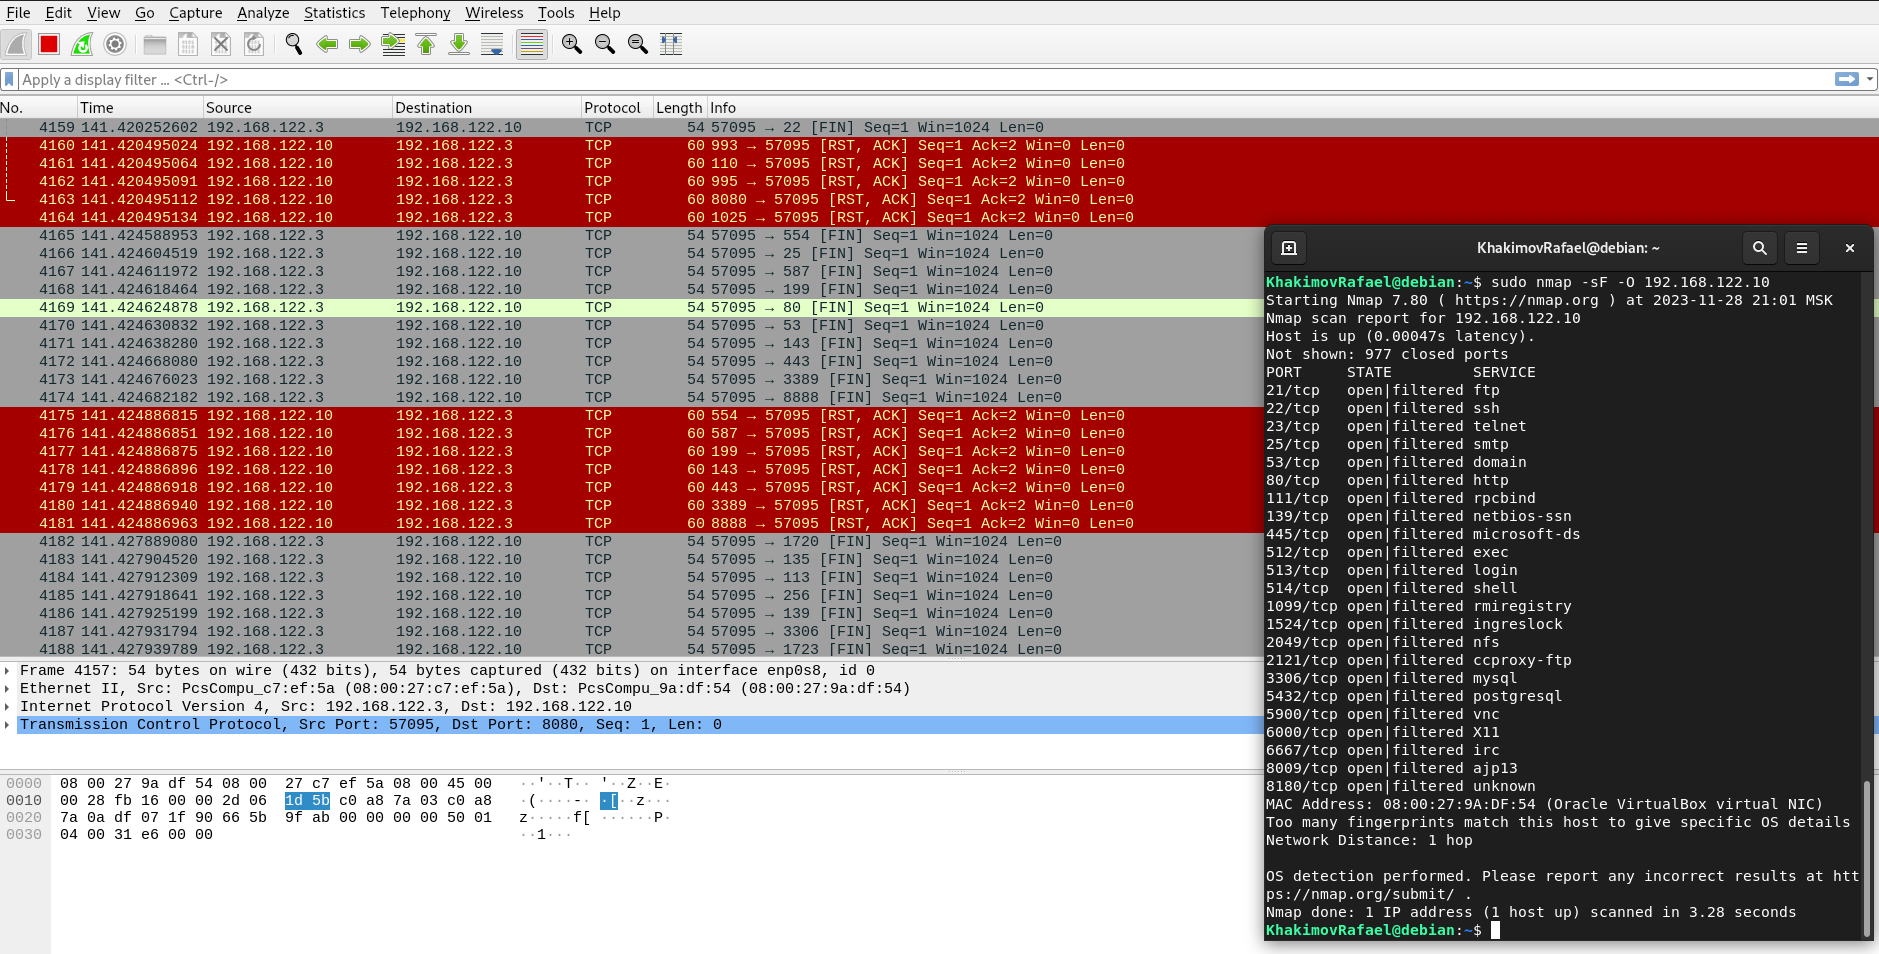 File Edit View Go Capture Analyze Statistics Telephony Wireless Tools Help
Apply a display filter ... <Ctrl-/>
No. Time Source Destination Protocol Length Info
4159 141.420252602 192.168.122.3 192.168.122.10 TCP 54 57095 → 22 [FIN] Seq=1 Win=1024 Len=0
4160 141.420495024 192.168.122.10 192.168.122.3 TCP 60 993 → 57095 [RST, ACK] Seq=1 Ack=2 Win=0 Len=0
4161 141.420495064 192.168.122.10 192.168.122.3 TCP 60 110 → 57095 [RST, ACK] Seq=1 Ack=2 Win=0 Len=0
4162 141.420495091 192.168.122.10 192.168.122.3 TCP 60 995 → 57095 [RST, ACK] Seq=1 Ack=2 Win=0 Len=0
4163 141.420495112 192.168.122.10 192.168.122.3 TCP 60 8080 → 57095 [RST, ACK] Seq=1 Ack=2 Win=0 Len=0
4164 141.420495134 192.168.122.10 192.168.122.3 TCP 60 1025 → 57095 [RST, ACK] Seq=1 Ack=2 Win=0 Len=0
4165 141.424588953 192.168.122.3 192.168.122.10 TCP 54 57095 → 554 [FIN] Seq=1 Win=1024 Len=0
4166 141.424604519 192.168.122.3 192.168.122.10 TCP 54 57095 → 25 [FIN] Seq=1 Win=1024 Len=0
4167 141.424611972 192.168.122.3 192.168.122.10 TCP 54 57095 → 587 [FIN] Seq=1 Win=1024 Len=0
4168 141.424618464 192.168.122.3 192.168.122.10 TCP 54 57095 → 199 [FIN] Seq=1 Win=1024 Len=0
4169 141.424624878 192.168.122.3 192.168.122.10 TCP 54 57095 → 80 [FIN] Seq=1 Win=1024 Len=0
4170 141.424630832 192.168.122.3 192.168.122.10 TCP 54 57095 → 53 [FIN] Seq=1 Win=1024 Len=0
4171 141.424638280 192.168.122.3 192.168.122.10 TCP 54 57095 → 143 [FIN] Seq=1 Win=1024 Len=0
4172 141.424668080 192.168.122.3 192.168.122.10 TCP 54 57095 → 443 [FIN] Seq=1 Win=1024 Len=0
4173 141.424676023 192.168.122.3 192.168.122.10 TCP 54 57095 → 3389 [FIN] Seq=1 Win=1024 Len=0
4174 141.424682182 192.168.122.3 192.168.122.10 TCP 54 57095 → 8888 [FIN] Seq=1 Win=1024 Len=0
4175 141.424886815 192.168.122.10 192.168.122.3 TCP 60 554 → 57095 [RST, ACK] Seq=1 Ack=2 Win=0 Len=0
4176 141.424886851 192.168.122.10 192.168.122.3 TCP 60 587 → 57095 [RST, ACK] Seq=1 Ack=2 Win=0 Len=0
4177 141.424886875 192.168.122.10 192.168.122.3 TCP 60 199 → 57095 [RST, ACK] Seq=1 Ack=2 Win=0 Len=0
4178 141.424886896 192.168.122.10 192.168.122.3 TCP 60 143 → 57095 [RST, ACK] Seq=1 Ack=2 Win=0 Len=0
4179 141.424886918 192.168.122.10 192.168.122.3 TCP 60 443 → 57095 [RST, ACK] Seq=1 Ack=2 Win=0 Len=0
4180 141.424886940 192.168.122.10 192.168.122.3 TCP 60 3389 → 57095 [RST, ACK] Seq=1 Ack=2 Win=0 Len=0
4181 141.424886963 192.168.122.10 192.168.122.3 TCP 60 8888 → 57095 [RST, ACK] Seq=1 Ack=2 Win=0 Len=0
4182 141.427889080 192.168.122.3 192.168.122.10 TCP 54 57095 → 1720 [FIN] Seq=1 Win=1024 Len=0
4183 141.427904520 192.168.122.3 192.168.122.10 TCP 54 57095 → 135 [FIN] Seq=1 Win=1024 Len=0
4184 141.427912309 192.168.122.3 192.168.122.10 TCP 54 57095 → 113 [FIN] Seq=1 Win=1024 Len=0
4185 141.427918641 192.168.122.3 192.168.122.10 TCP 54 57095 → 256 [FIN] Seq=1 Win=1024 Len=0
4186 141.427925199 192.168.122.3 192.168.122.10 TCP 54 57095 → 139 [FIN] Seq=1 Win=1024 Len=0
4187 141.427931794 192.168.122.3 192.168.122.10 TCP 54 57095 → 3306 [FIN] Seq=1 Win=1024 Len=0
4188 141.427939789 192.168.122.3 192.168.122.10 TCP 54 57095 → 1723 [FIN] Seq=1 Win=1024 Len=0
Frame 4157: 54 bytes on wire (432 bits), 54 bytes captured (432 bits) on interface enp0s8, id 0
Ethernet II, Src: PcsCompu_c7:ef:5a (08:00:27:c7:ef:5a), Dst: PcsCompu_9a:df:54 (08:00:27:9a:df:54)
Internet Protocol Version 4, Src: 192.168.122.3, Dst: 192.168.122.10
Transmission Control Protocol, Src Port: 57095, Dst Port: 8080, Seq: 1, Len: 0
0000 08 00 27 9a df 54 08 00 27 c7 ef 5a 08 00 45 00 ··'··T·· '··Z··E·
0010 00 28 fb 16 00 00 2d 06 1d 5b c0 a8 7a 03 c0 a8 ·(····-· ·[··z···
0020 7a 0a df 07 1f 90 66 5b 9f ab 00 00 00 00 50 01 z·····f[ ······P·
0030 04 00 31 e6 00 00 ··1···
KhakimovRafael@debian: ~
KhakimovRafael@debian:~$ sudo nmap -sF -O 192.168.122.10
Starting Nmap 7.80 ( https://nmap.org ) at 2023-11-28 21:01 MSK
Nmap scan report for 192.168.122.10
Host is up (0.00047s latency).
Not shown: 977 closed ports
PORT STATE SERVICE
21/tcp open|filtered ftp
22/tcp open|filtered ssh
23/tcp open|filtered telnet
25/tcp open|filtered smtp
53/tcp open|filtered domain
80/tcp open|filtered http
111/tcp open|filtered rpcbind
139/tcp open|filtered netbios-ssn
445/tcp open|filtered microsoft-ds
512/tcp open|filtered exec
513/tcp open|filtered login
514/tcp open|filtered shell
1099/tcp open|filtered rmiregistry
1524/tcp open|filtered ingreslock
2049/tcp open|filtered nfs
2121/tcp open|filtered ccproxy-ftp
3306/tcp open|filtered mysql
5432/tcp open|filtered postgresql
5900/tcp open|filtered vnc
6000/tcp open|filtered X11
6667/tcp open|filtered irc
8009/tcp open|filtered ajp13
8180/tcp open|filtered unknown
MAC Address: 08:00:27:9A:DF:54 (Oracle VirtualBox virtual NIC)
Too many fingerprints match this host to give specific OS details
Network Distance: 1 hop
OS detection performed. Please report any incorrect results at htt
ps://nmap.org/submit/ .
Nmap done: 1 IP address (1 host up) scanned in 3.28 seconds
KhakimovRafael@debian:~$